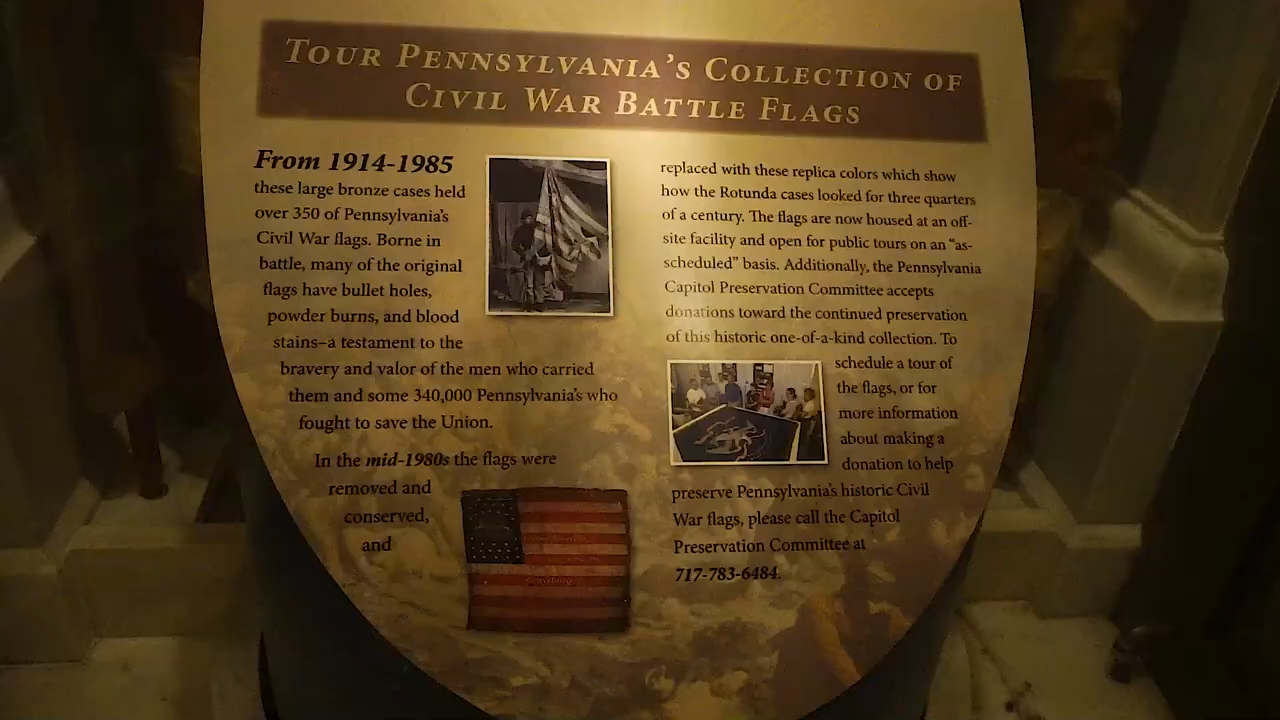 TOUR PENNSYLVANIA'S COLLECTION OF
CIVIL WAR BATTLE FLAGS
From 1914-1985
these large bronze cases held
over 350 of Pennsylvania's
Civil War flags. Borne in
battle, many of the original
flags have bullet holes,
powder burns, and blood
stains–a testament to the
bravery and valor of the men who carried
them and some 340,000 Pennsylvania's who
fought to save the Union.
In the mid-1980s the flags were
removed and
conserved,
and
replaced with these replica colors which show
how the Rotunda cases looked for three quarters
of a century. The flags are now housed at an off-
site facility and open for public tours on an "as-
scheduled" basis. Additionally, the Pennsylvania
Capitol Preservation Committee accepts
donations toward the continued preservation
of this historic one-of-a-kind collection. To
schedule a tour of
the flags, or for
more information
about making a
donation to help
preserve Pennsylvania's historic Civil
War flags, please call the Capitol
Preservation Committee at
717-783-6484.